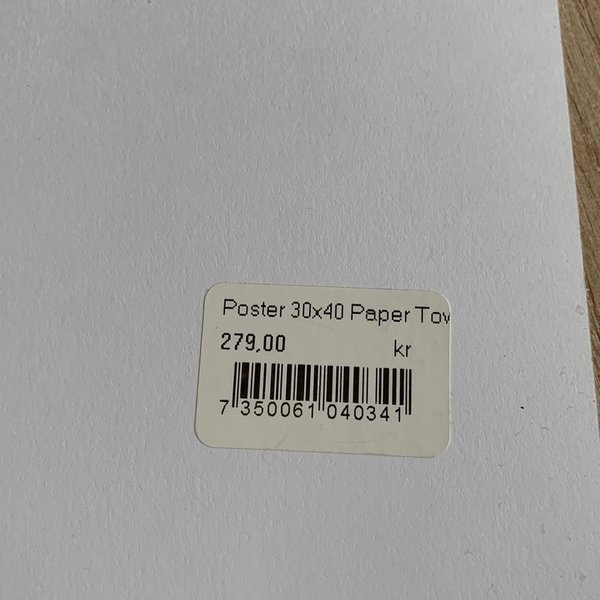 Poster 30x40 Paper Tov
279,00 kr
7 350061 040341